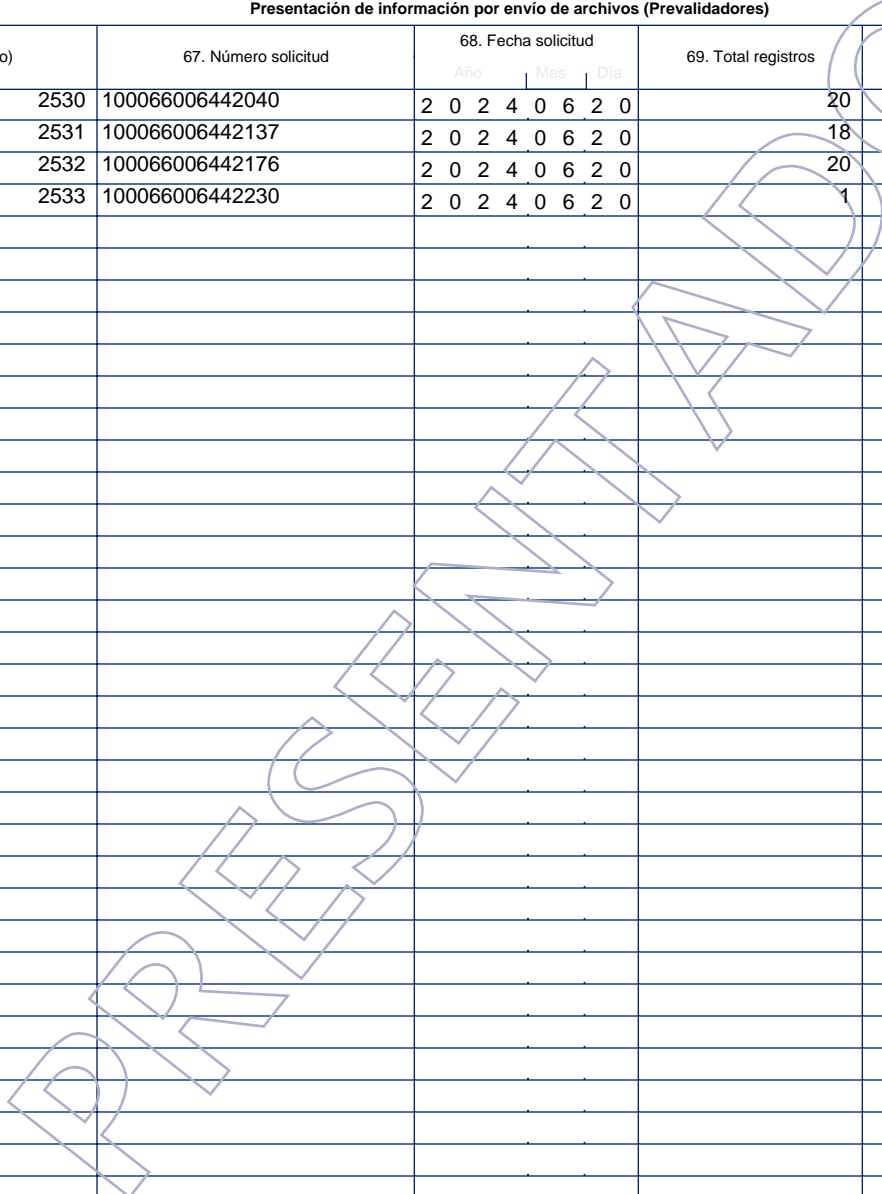 Presentación de información por envío de archivos (Prevalidadores)
o) 67. Número solicitud 68. Fecha solicitud 69. Total registros
Año Mes Día
2530 100066006442040 2 0 2 4 0 6 2 0 20
2531 100066006442137 2 0 2 4 0 6 2 0 18
2532 100066006442176 2 0 2 4 0 6 2 0 20
2533 100066006442230 2 0 2 4 0 6 2 0 1
PRESENTADO